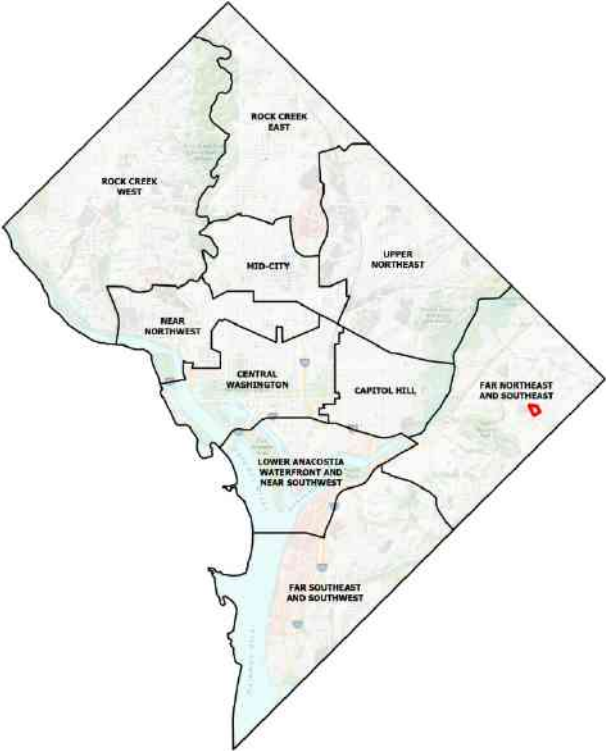 ROCK CREEK
EAST
ROCK CREEK
WEST
UPPER
NORTHEAST
MID-CITY
NEAR
NORTHWEST
CENTRAL
WASHINGTON
CAPITOL HILL
FAR NORTHEAST
AND SOUTHEAST
LOWER ANACOSTIA
WATERFRONT AND
NEAR SOUTHWEST
FAR SOUTHEAST
AND SOUTHWEST